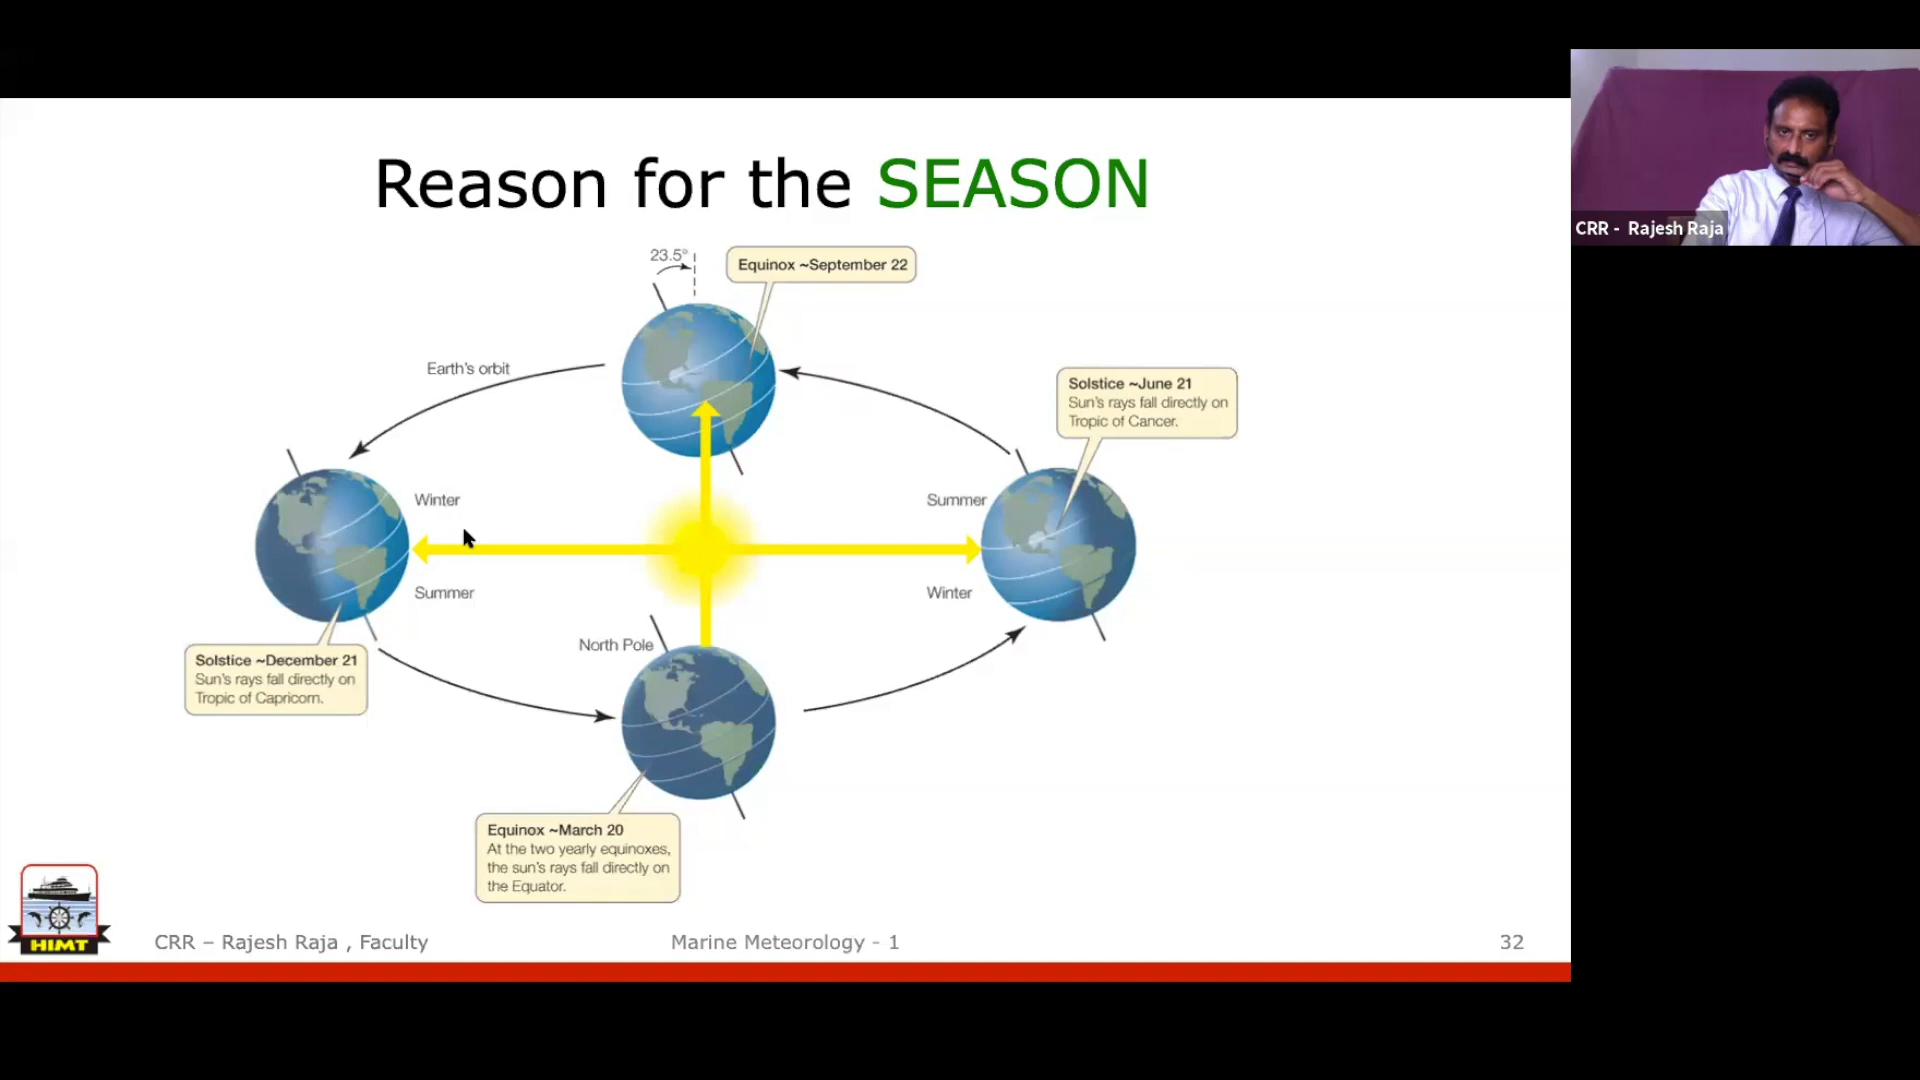 CRR - Rajesh Raja
Reason for the SEASON
23.5°
Equinox ~September 22
Earth's orbit
Solstice ~June 21
Sun's rays fall directly on
Tropic of Cancer.
Winter
Summer
Summer
Winter
North Pole
Solstice ~December 21
Sun's rays fall directly on
Tropic of Capricorn.
Equinox ~March 20
At the two yearly equinoxes,
the sun's rays fall directly on
the Equator.
HIMT
CRR – Rajesh Raja , Faculty
Marine Meteorology - 1
32